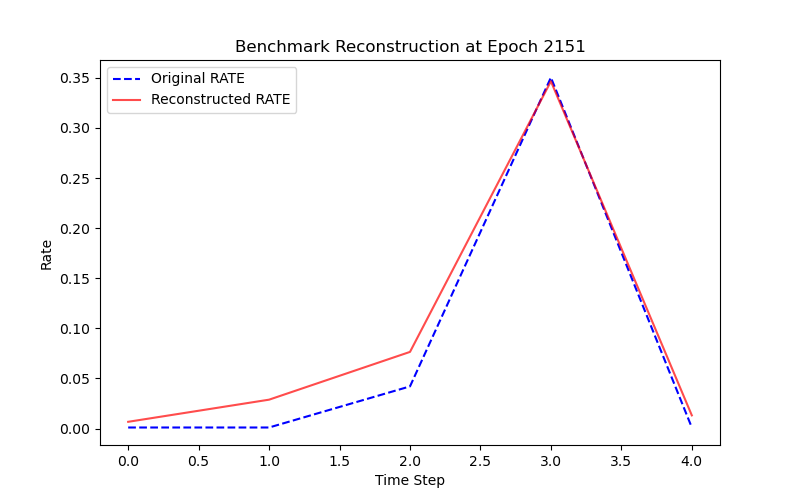 Benchmark Reconstruction at Epoch 2151
Original RATE
Reconstructed RATE
0.35
0.30
0.25
0.20
0.15
0.10
0.05
0.00
Rate
0.0 0.5 1.0 1.5 2.0 2.5 3.0 3.5 4.0
Time Step